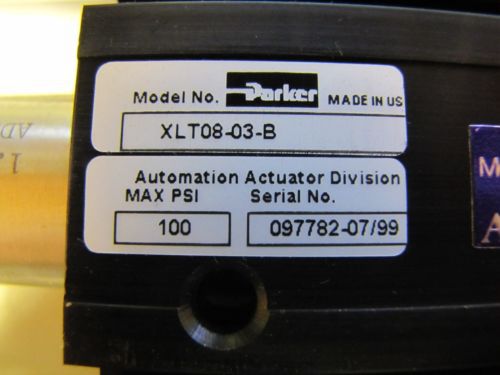 Model No. Parker MADE IN US
XLT08-03-B
Automation Actuator Division
MAX PSI Serial No.
100 097782-07/99